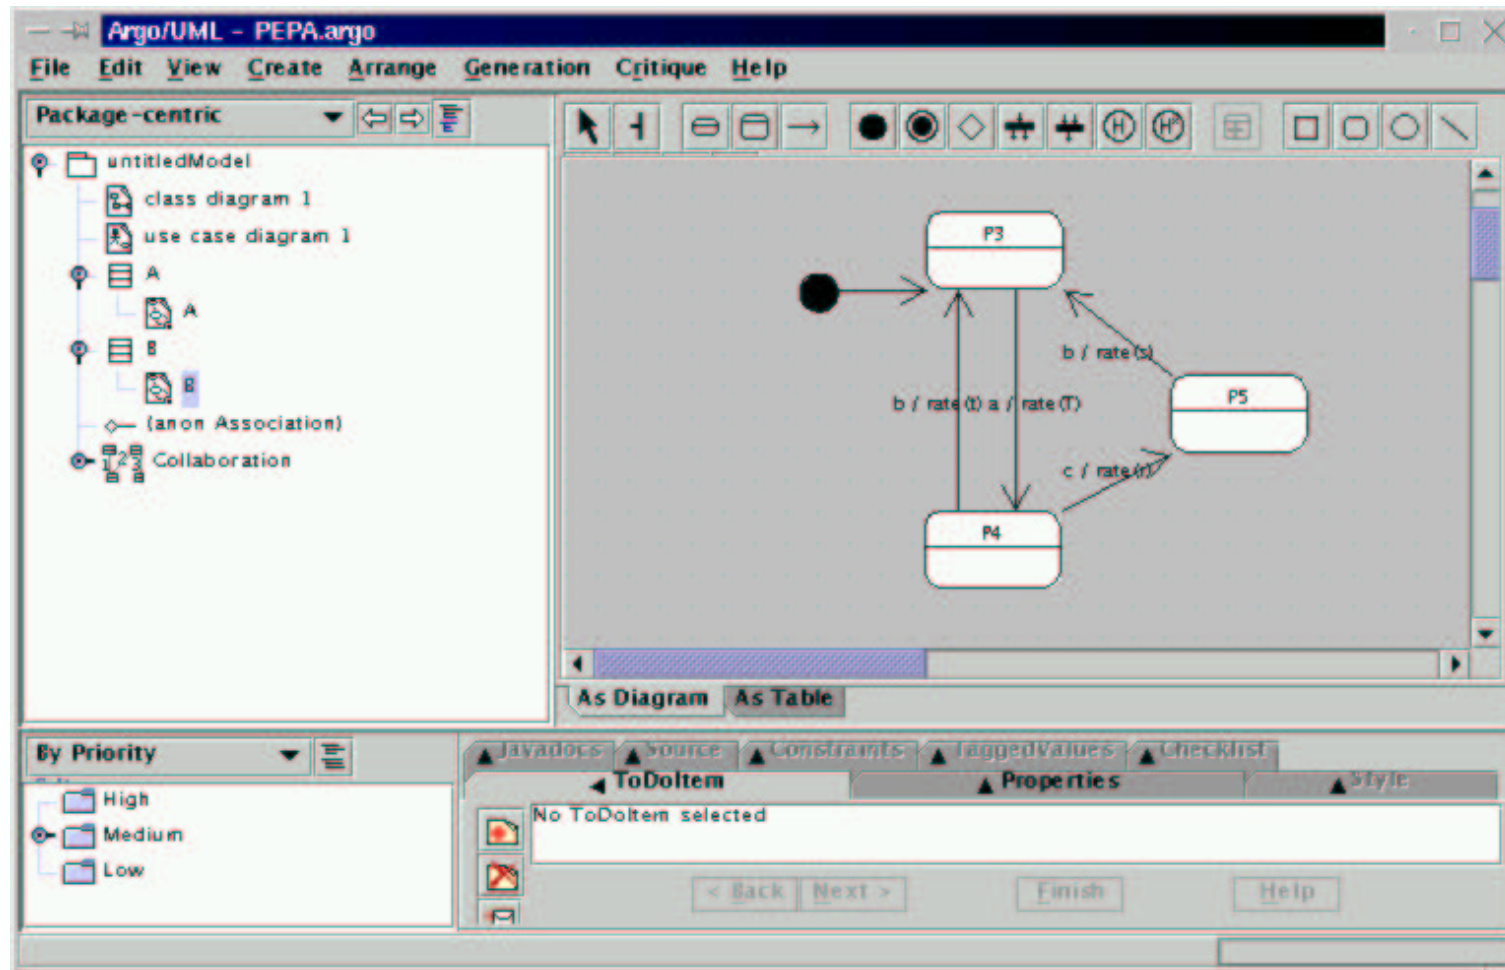 Argo/UML - PEPA.argo
File Edit View Create Arrange Generation Critique Help
Package-centric
untitledModel
class diagram 1
use case diagram 1
A
A
B
B
(anon Association)
Collaboration
P3
b / rate(s)
P5
b / rate(t) a / rate(T)
c / rate(r)
P4
As Diagram As Table
By Priority
High
Medium
Low
Javadocs Source Constraints TaggedValues Checklist
ToDoItem Properties Style
No ToDoItem selected
< Back Next > Finish Help